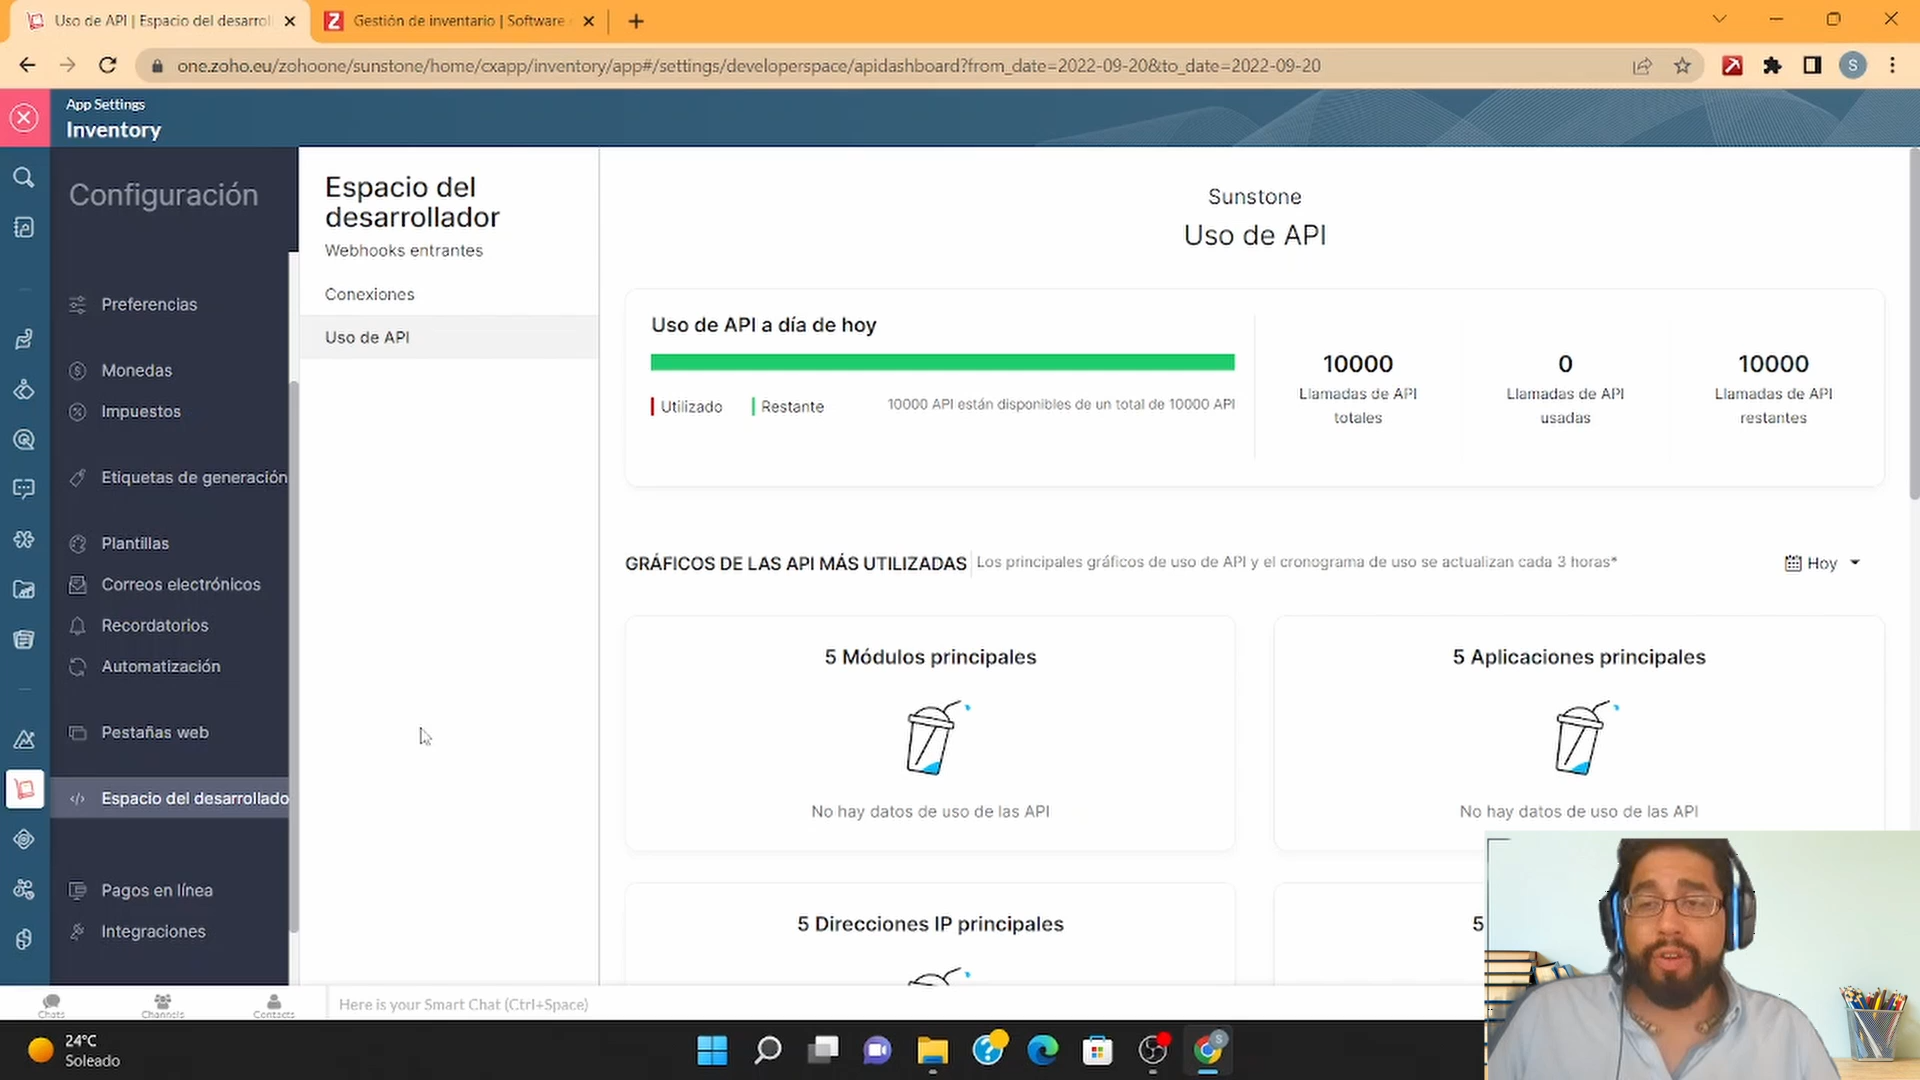 Uso de API | Espacio del desarroll
Gestión de inventario | Software
one.zoho.eu/zohoone/sunstone/home/cxapp/inventory/app#/settings/developerspace/apidashboard?from_date=2022-09-20&to_date=2022-09-20
S
App Settings
Inventory
Configuración
Preferencias
Monedas
Impuestos
Etiquetas de generación
Plantillas
Correos electrónicos
Recordatorios
Automatización
Pestañas web
Espacio del desarrollado
Pagos en línea
Integraciones
Espacio del
desarrollador
Webhooks entrantes
Conexiones
Uso de API
Sunstone
Uso de API
Uso de API a día de hoy
Utilizado
Restante
10000 API están disponibles de un total de 10000 API
10000
Llamadas de API
totales
0
Llamadas de API
usadas
10000
Llamadas de API
restantes
GRÁFICOS DE LAS API MÁS UTILIZADAS
Los principales gráficos de uso de API y el cronograma de uso se actualizan cada 3 horas*
Hoy
5 Módulos principales
No hay datos de uso de las API
5 Aplicaciones principales
No hay datos de uso de las API
5 Direcciones IP principales
5
Chats
Channels
Contacts
Here is your Smart Chat (Ctrl+Space)
24°C
Soleado